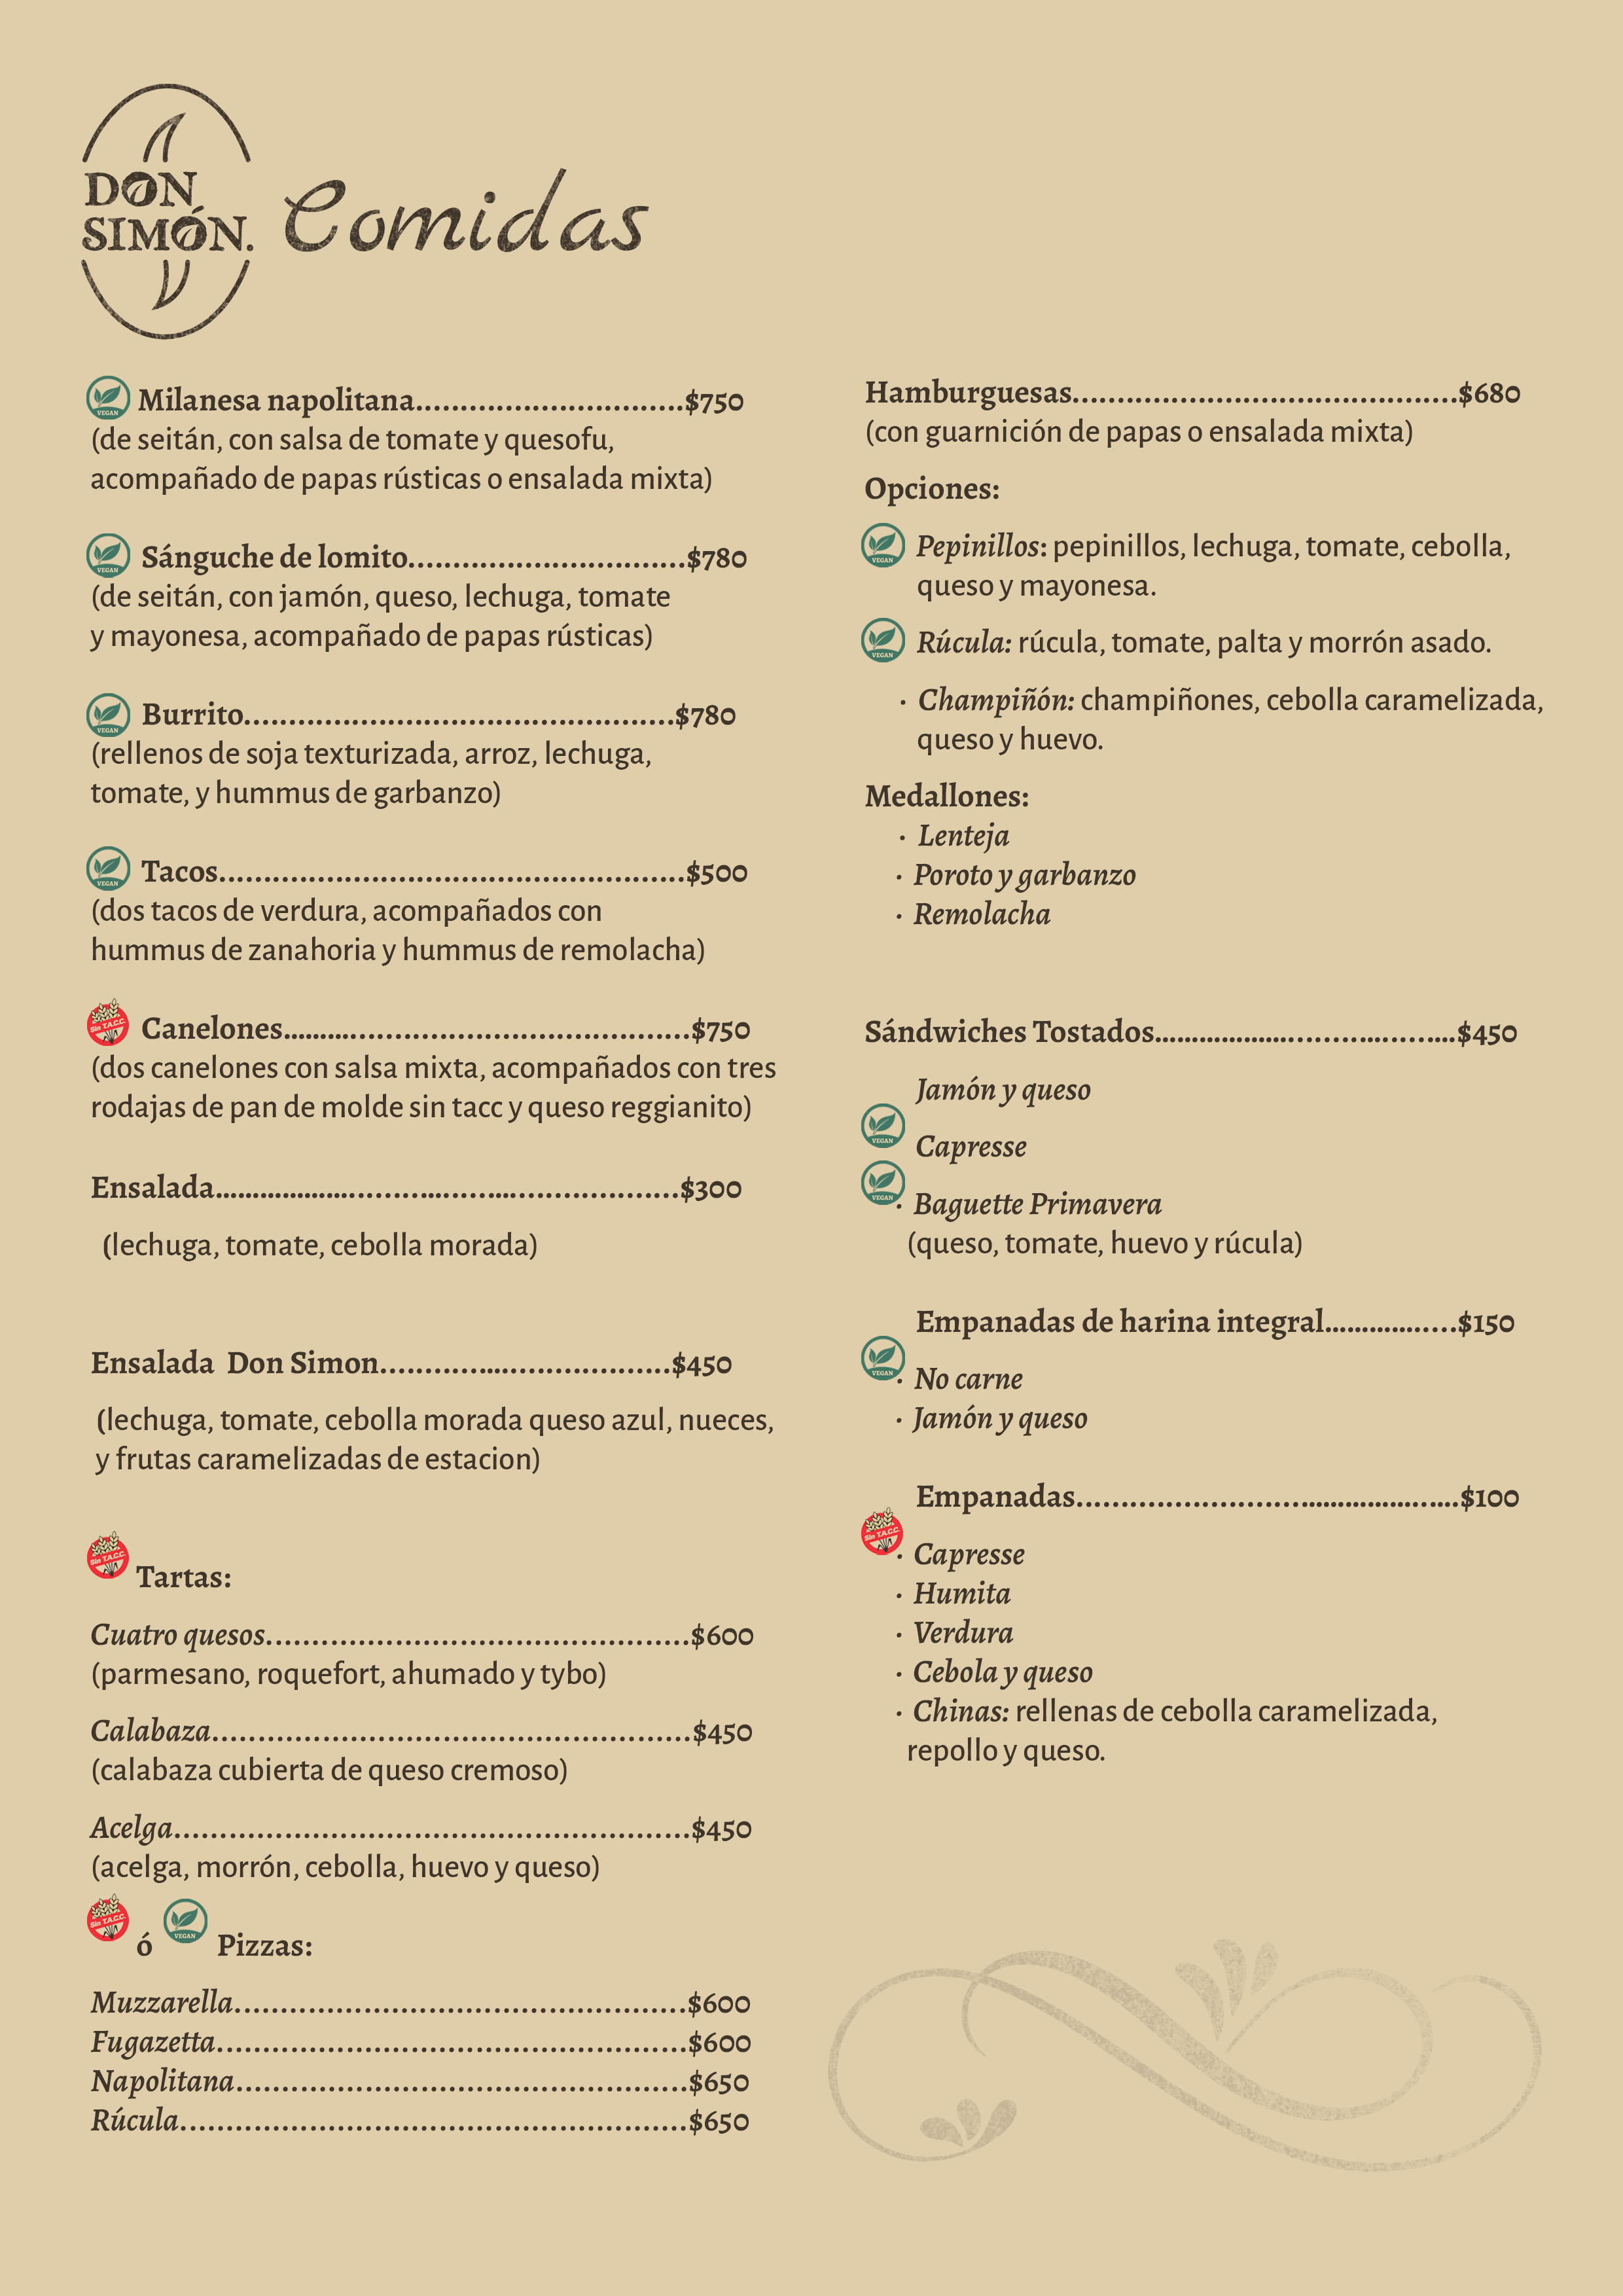 DON
SIMÓN.
Comidas
VEGAN
Milanesa napolitana..............................$750
(de seitán, con salsa de tomate y quesofu,
acompañado de papas rústicas o ensalada mixta)
VEGAN
Sánguche de lomito...............................$780
(de seitán, con jamón, queso, lechuga, tomate
y mayonesa, acompañado de papas rústicas)
VEGAN
Burrito................................................$780
(rellenos de soja texturizada, arroz, lechuga,
tomate, y hummus de garbanzo)
VEGAN
Tacos....................................................$500
(dos tacos de verdura, acompañados con
hummus de zanahoria y hummus de remolacha)
Sin T.A.C.C.
Canelones..............................................$750
(dos canelones con salsa mixta, acompañados con tres
rodajas de pan de molde sin tacc y queso reggianito)
Ensalada......................................................$300
(lechuga, tomate, cebolla morada)
Ensalada Don Simon.................................$450
(lechuga, tomate, cebolla morada queso azul, nueces,
y frutas caramelizadas de estacion)
Sin T.A.C.C.
Tartas:
Cuatro quesos...............................................$600
(parmesano, roquefort, ahumado y tybo)
Calabaza.....................................................$450
(calabaza cubierta de queso cremoso)
Acelga.........................................................$450
(acelga, morrón, cebolla, huevo y queso)
Sin T.A.C.C. ó VEGAN Pizzas:
Muzzarella..................................................$600
Fugazetta....................................................$600
Napolitana..................................................$650
Rúcula........................................................$650
Hamburguesas...........................................$680
(con guarnición de papas o ensalada mixta)
Opciones:
VEGAN
Pepinillos: pepinillos, lechuga, tomate, cebolla,
queso y mayonesa.
VEGAN
Rúcula: rúcula, tomate, palta y morrón asado.
· Champiñón: champiñones, cebolla caramelizada,
queso y huevo.
Medallones:
· Lenteja
· Poroto y garbanzo
· Remolacha
Sándwiches Tostados.....................................$450
Jamón y queso
VEGAN
Capresse
VEGAN
· Baguette Primavera
(queso, tomate, huevo y rúcula)
Empanadas de harina integral................$150
VEGAN
· No carne
· Jamón y queso
Empanadas...............................................$100
Sin T.A.C.C.
· Capresse
· Humita
· Verdura
· Cebola y queso
· Chinas: rellenas de cebolla caramelizada,
repollo y queso.